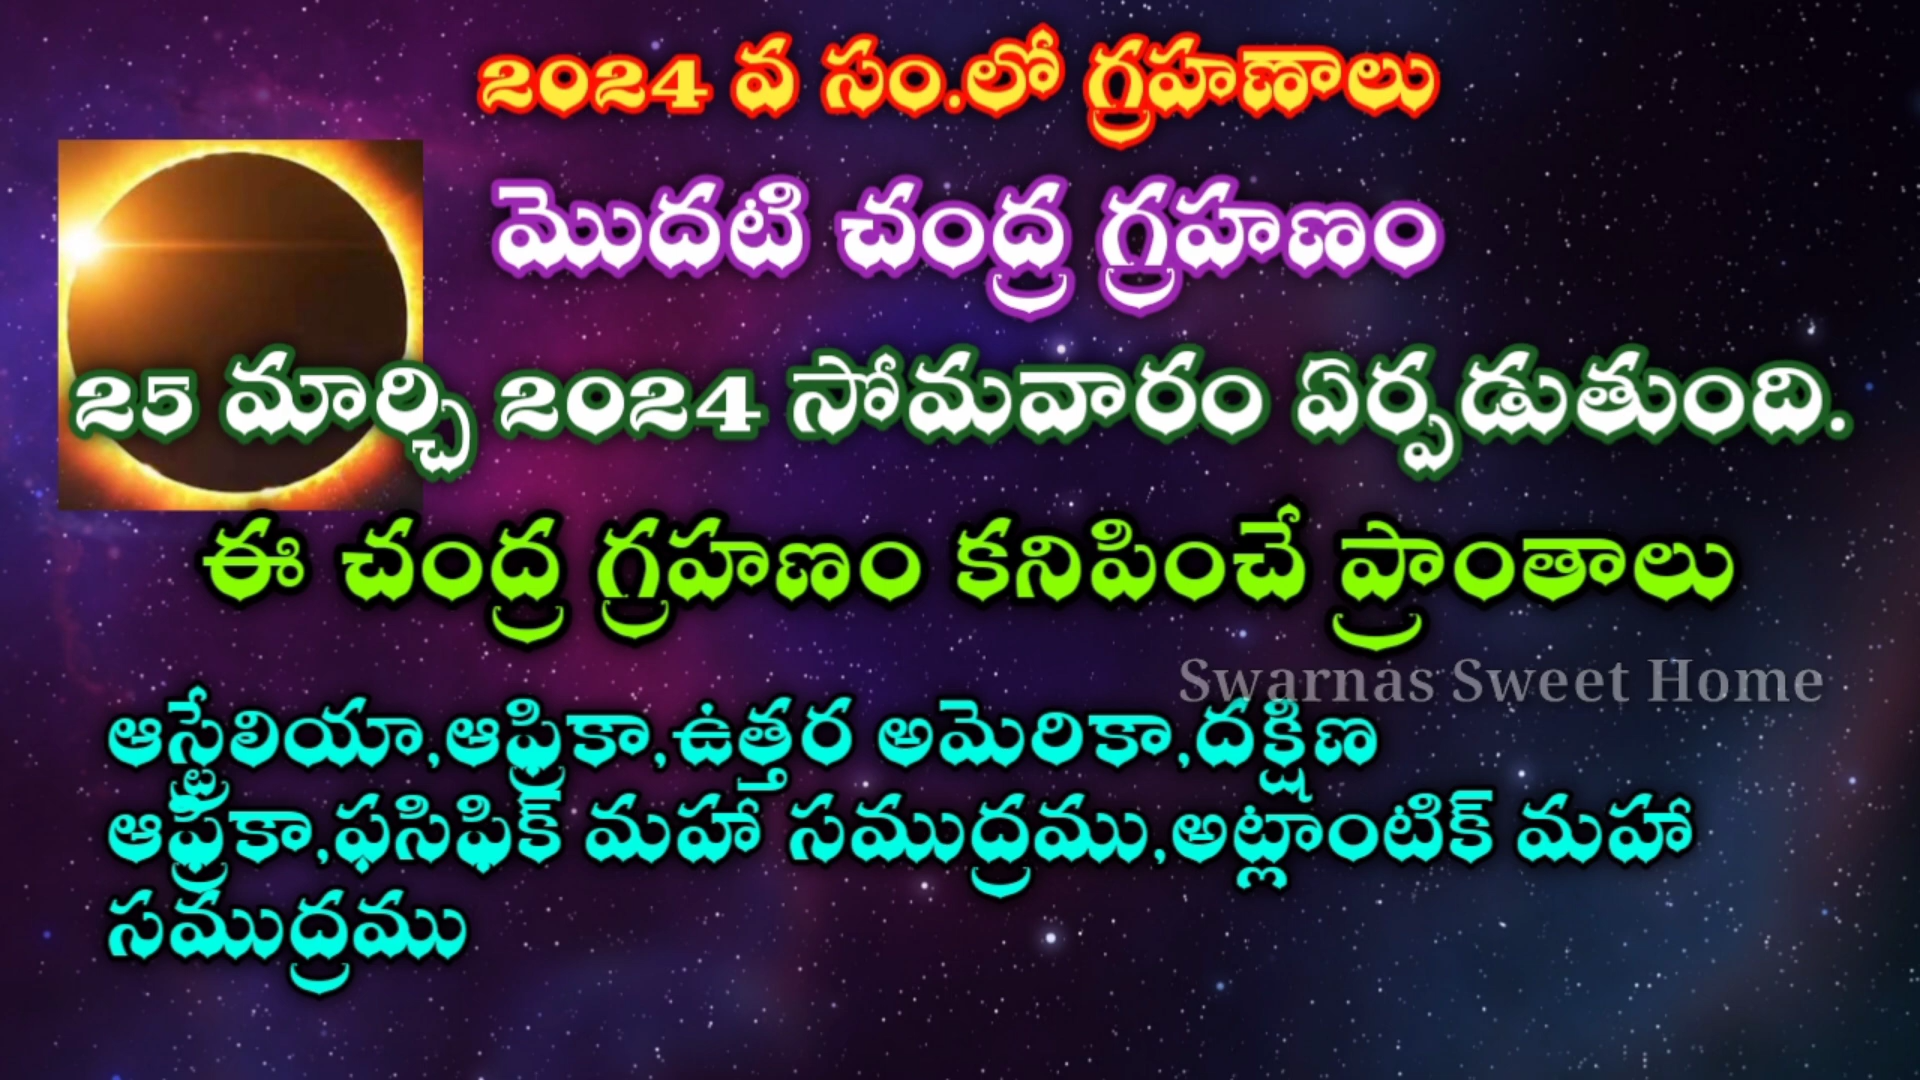 2024 వ సం.లో గ్రహణాలు
మొదటి చంద్ర గ్రహణం
25 మార్చి 2024 సోమవారం ఏర్పడుతుంది.
ఈ చంద్ర గ్రహణం కనిపించే ప్రాంతాలు
Swarnas Sweet Home
ఆస్ట్రేలియా,ఆఫ్రికా,ఉత్తర అమెరికా,దక్షిణ
ఆఫ్రికా,ఫసిఫిక్ మహా సముద్రము,అట్లాంటిక్ మహా
సముద్రము